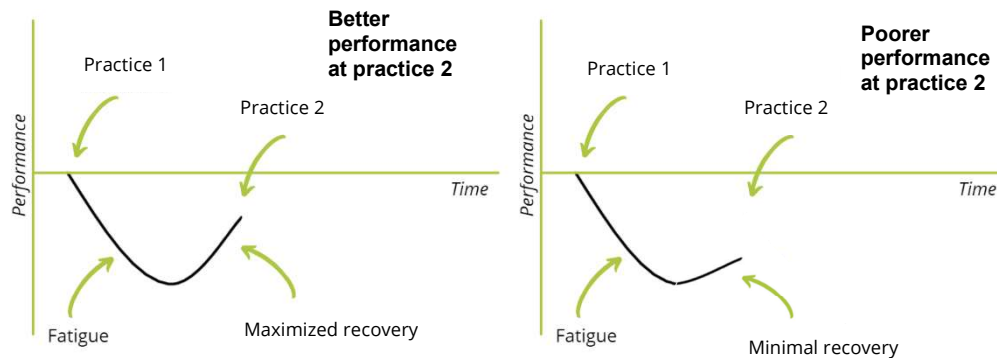 Better
performance
at practice 2
Practice 1
Practice 2
Performance
Time
Fatigue
Maximized recovery
Poorer
performance
at practice 2
Practice 1
Practice 2
Performance
Time
Fatigue
Minimal recovery